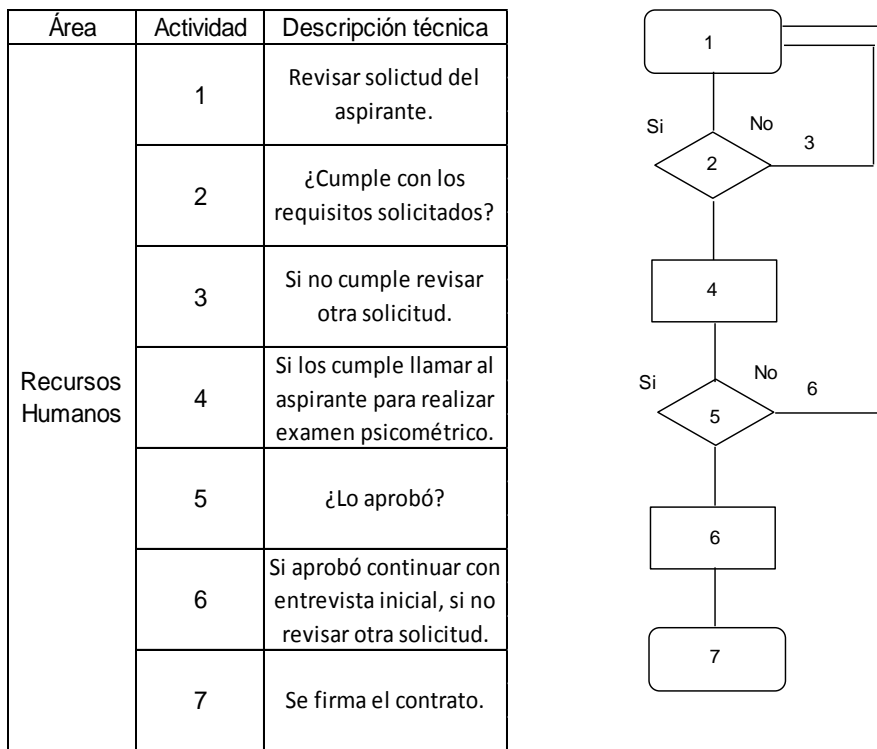 Área Actividad Descripción técnica
Recursos
Humanos
1
Revisar solictud del
aspirante.
2
¿Cumple con los
requisitos solicitados?
3
Si no cumple revisar
otra solicitud.
4
Si los cumple llamar al
aspirante para realizar
examen psicométrico.
5
¿Lo aprobó?
6
Si aprobó continuar con
entrevista inicial, si no
revisar otra solicitud.
7
Se firma el contrato.
1
Si No
3
2
4
Si No
6
5
6
7